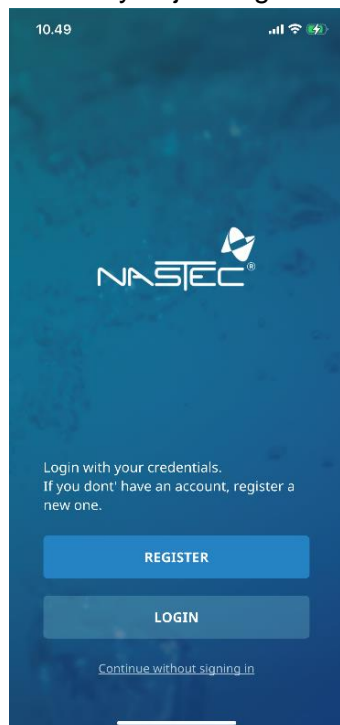 10.49
NASTEC®
Login with your credentials.
If you dont' have an account, register a
new one.
REGISTER
LOGIN
Continue without signing in